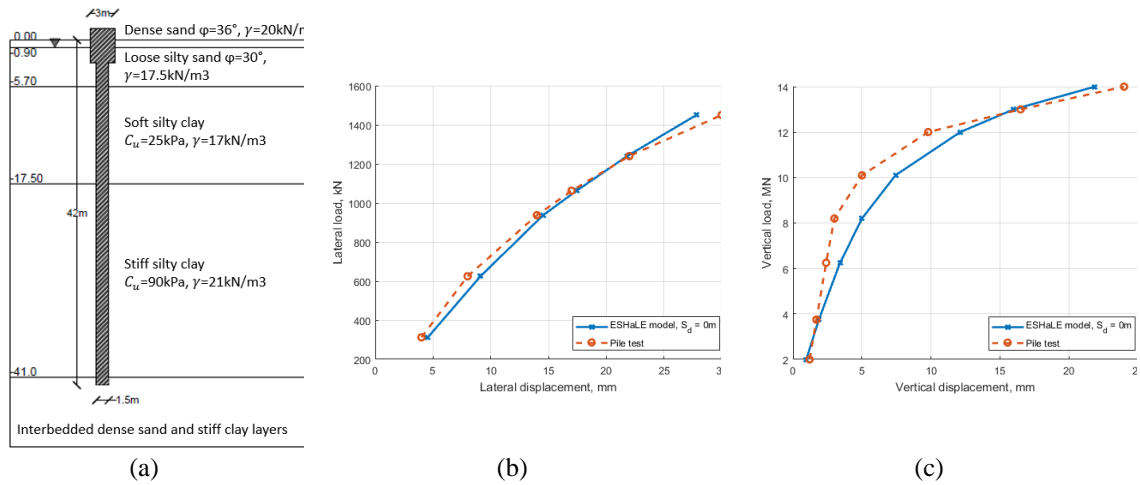 3m
0.00
-0.90
-5.70
-17.50
42m
-41.0
1.5m
Dense sand φ=36°, γ=20kN/m
Loose silty sand φ=30°,
γ=17.5kN/m3
Soft silty clay
Cᵤ=25kPa, γ=17kN/m3
Stiff silty clay
Cᵤ=90kPa, γ=21kN/m3
Interbedded dense sand and stiff clay layers
(a)
1600
1400
1200
1000
800
600
400
200
0
5
10
15
20
25
3
Lateral load, kN
Lateral displacement, mm
ESHaLE model, S_d = 0m
Pile test
(b)
14
12
10
8
6
4
2
0
5
10
15
20
2
Vertical load, MN
Vertical displacement, mm
ESHaLE model, S_d = 0m
Pile test
(c)